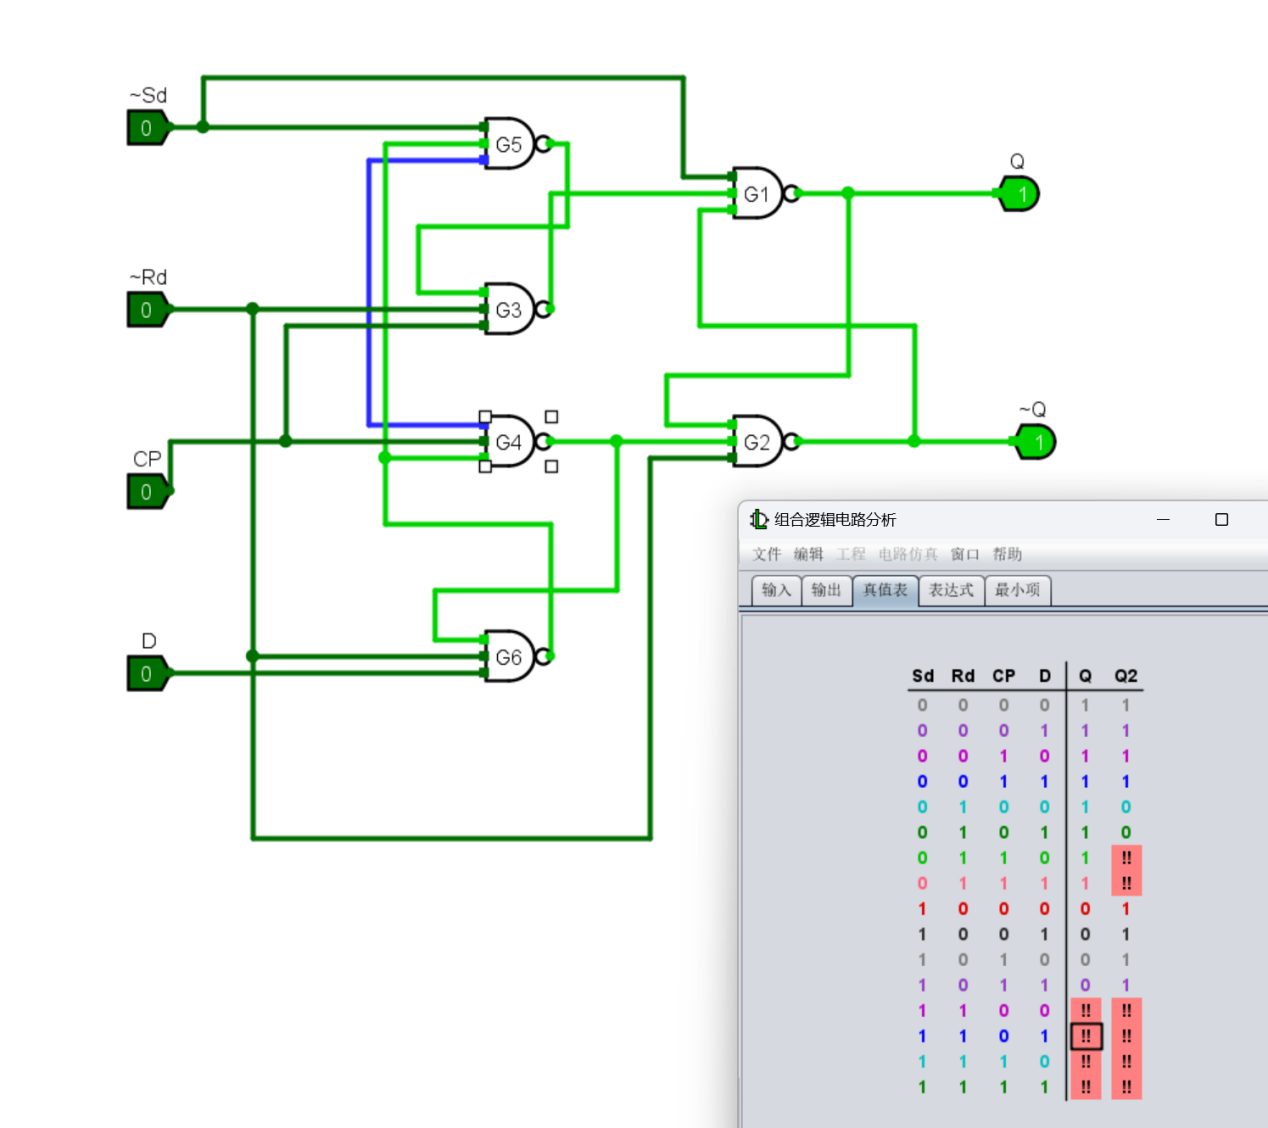 ~Sd
0
G5
G1
Q
1
~Rd
0
G3
CP
0
G4
G2
~Q
1
D
0
G6
组合逻辑电路分析
文件 编辑 工程 电路仿真 窗口 帮助
输入 输出 真值表 表达式 最小项
Sd Rd CP D Q Q2
0 0 0 0 1 1
0 0 0 1 1 1
0 0 1 0 1 1
0 0 1 1 1 1
0 1 0 0 1 0
0 1 0 1 1 0
0 1 1 0 1 !!
0 1 1 1 1 !!
1 0 0 0 0 1
1 0 0 1 0 1
1 0 1 0 0 1
1 0 1 1 0 1
1 1 0 0 !! !!
1 1 0 1 !! !!
1 1 1 0 !! !!
1 1 1 1 !! !!